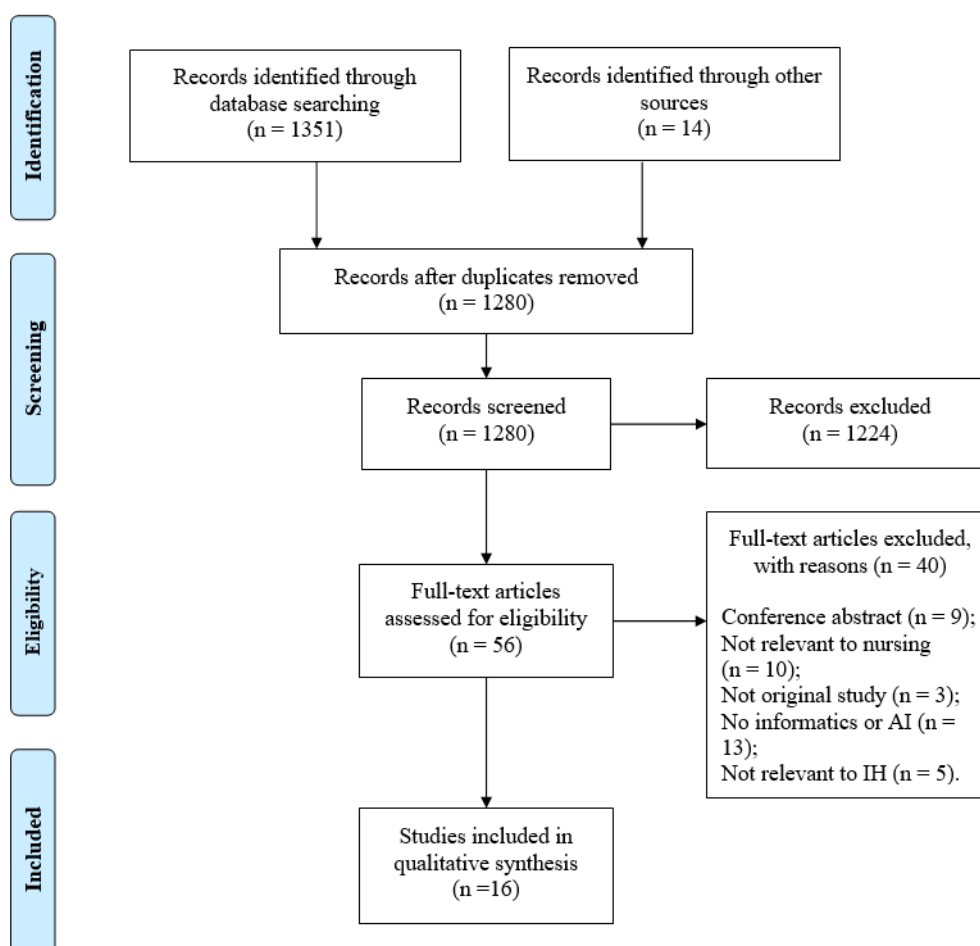 Identification
Records identified through
database searching
(n = 1351)
Records identified through other
sources
(n = 14)
Screening
Records after duplicates removed
(n = 1280)
Records screened
(n = 1280)
Records excluded
(n = 1224)
Eligibility
Full-text articles
assessed for eligibility
(n = 56)
Full-text articles excluded,
with reasons (n = 40)
Conference abstract (n = 9);
Not relevant to nursing
(n = 10);
Not original study (n = 3);
No informatics or AI (n =
13);
Not relevant to IH (n = 5).
Included
Studies included in
qualitative synthesis
(n =16)